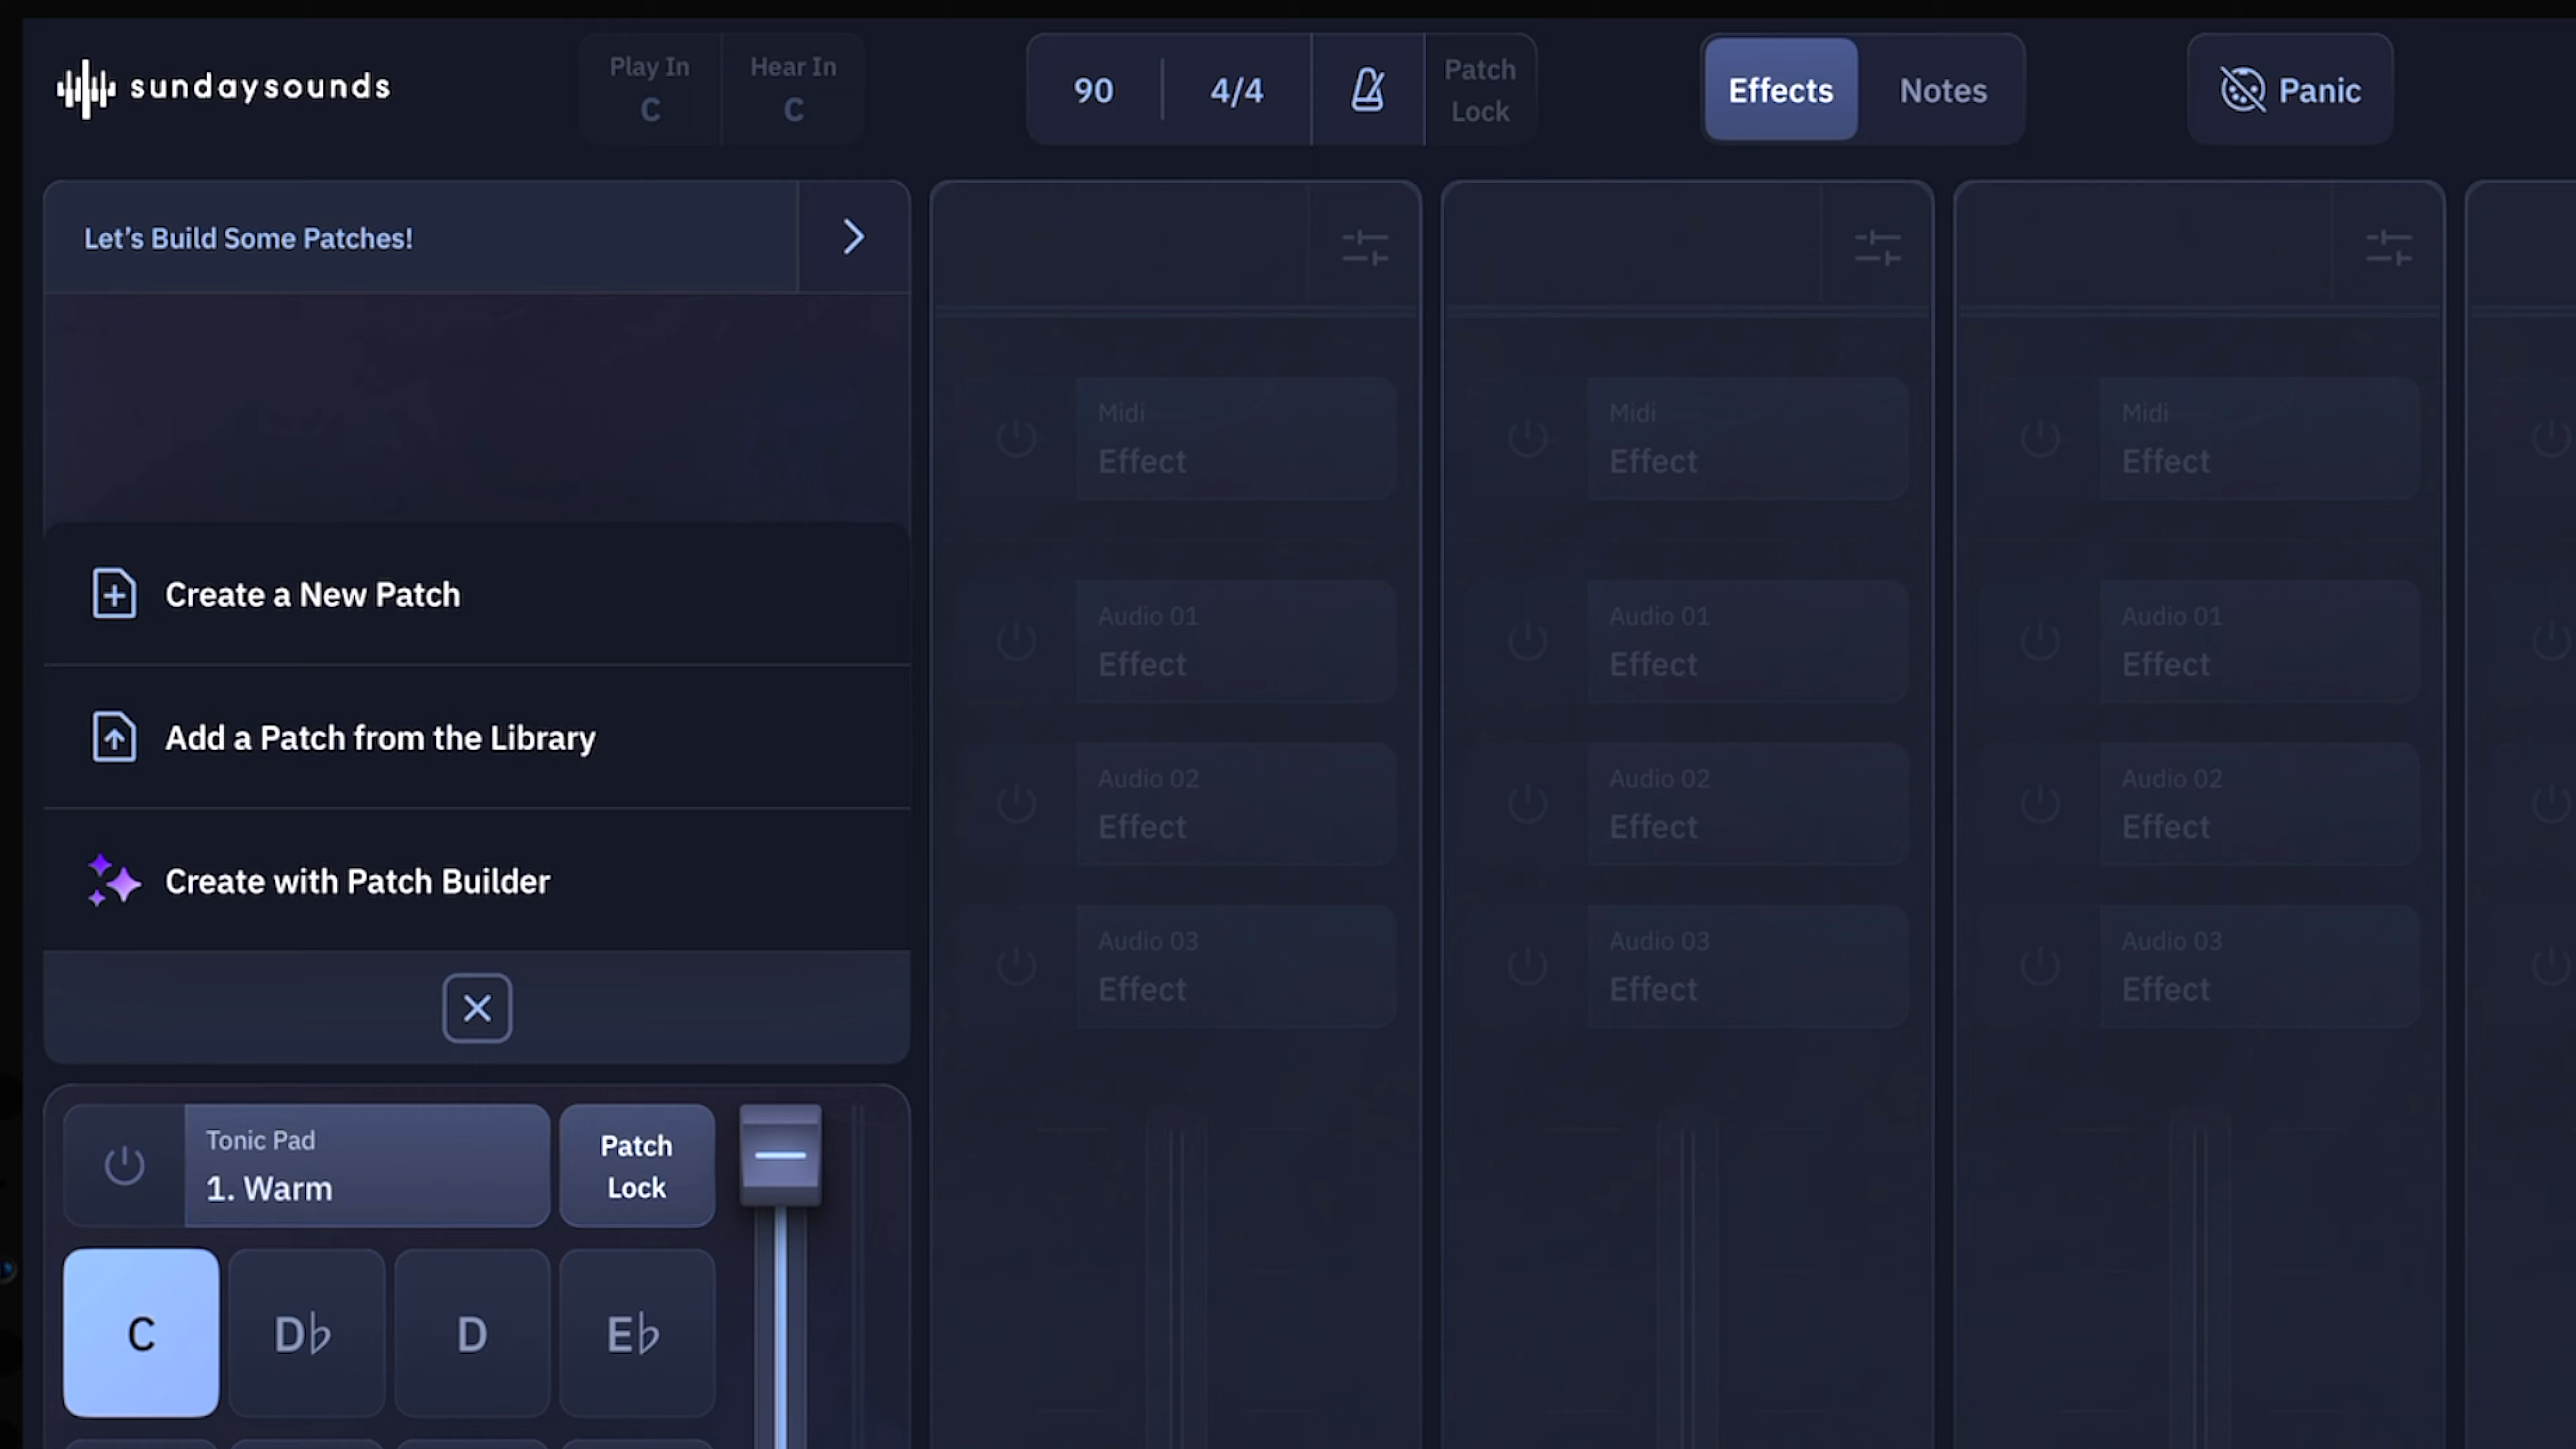 sundaysounds
Play In
C
Hear In
C
90
4/4
Patch
Lock
Effects
Notes
Panic
Let's Build Some Patches!
Create a New Patch
Add a Patch from the Library
Create with Patch Builder
Midi
Effect
Audio 01
Effect
Audio 02
Effect
Audio 03
Effect
Midi
Effect
Audio 01
Effect
Audio 02
Effect
Audio 03
Effect
Midi
Effect
Audio 01
Effect
Audio 02
Effect
Audio 03
Effect
Tonic Pad
1. Warm
Patch
Lock
C
D♭
D
E♭